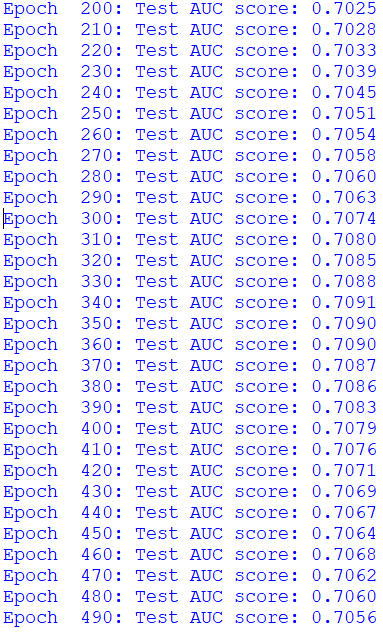 Epoch  200: Test AUC score: 0.7025
Epoch  210: Test AUC score: 0.7028
Epoch  220: Test AUC score: 0.7033
Epoch  230: Test AUC score: 0.7039
Epoch  240: Test AUC score: 0.7045
Epoch  250: Test AUC score: 0.7051
Epoch  260: Test AUC score: 0.7054
Epoch  270: Test AUC score: 0.7058
Epoch  280: Test AUC score: 0.7060
Epoch  290: Test AUC score: 0.7063
Epoch  300: Test AUC score: 0.7074
Epoch  310: Test AUC score: 0.7080
Epoch  320: Test AUC score: 0.7085
Epoch  330: Test AUC score: 0.7088
Epoch  340: Test AUC score: 0.7091
Epoch  350: Test AUC score: 0.7090
Epoch  360: Test AUC score: 0.7090
Epoch  370: Test AUC score: 0.7087
Epoch  380: Test AUC score: 0.7086
Epoch  390: Test AUC score: 0.7083
Epoch  400: Test AUC score: 0.7079
Epoch  410: Test AUC score: 0.7076
Epoch  420: Test AUC score: 0.7071
Epoch  430: Test AUC score: 0.7069
Epoch  440: Test AUC score: 0.7067
Epoch  450: Test AUC score: 0.7064
Epoch  460: Test AUC score: 0.7068
Epoch  470: Test AUC score: 0.7062
Epoch  480: Test AUC score: 0.7060
Epoch  490: Test AUC score: 0.7056